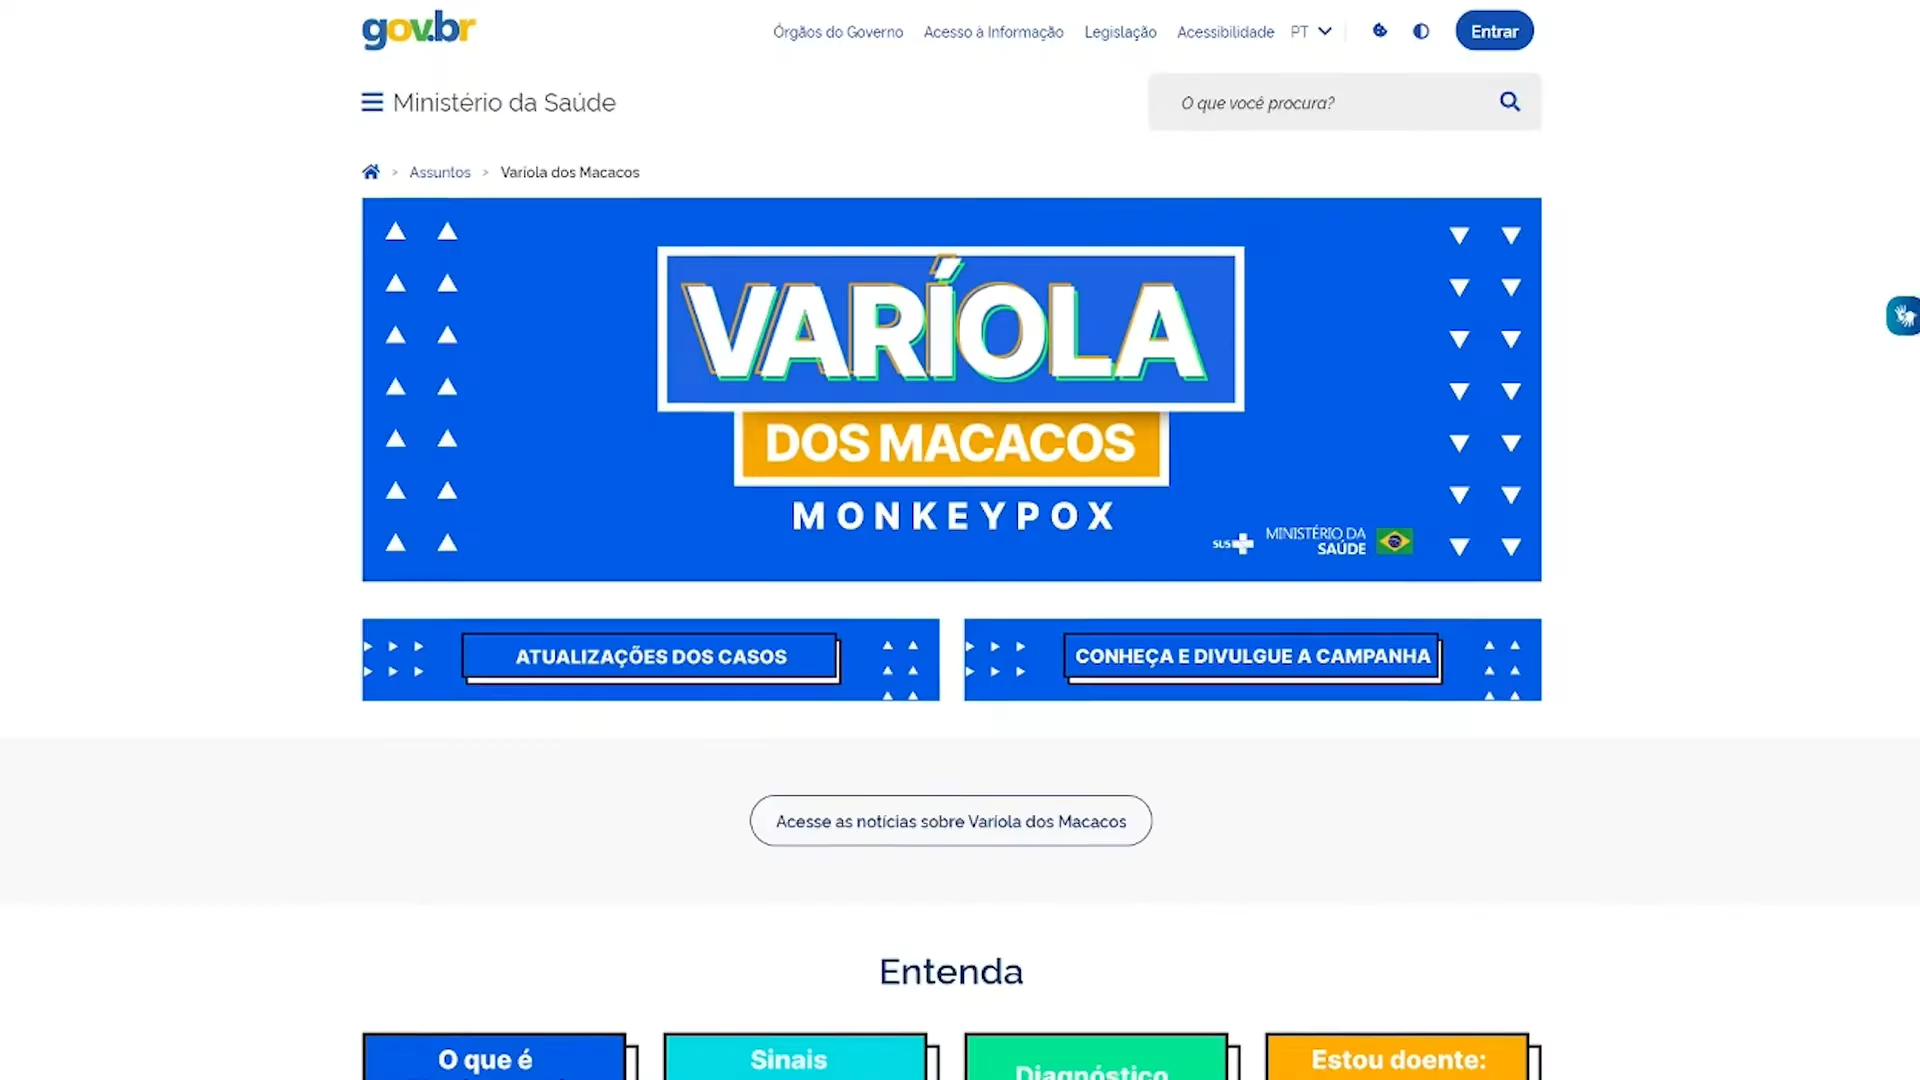 gov.br
Órgãos do Governo Acesso à Informação Legislação Acessibilidade PT Entrar
Ministério da Saúde
O que você procura?
> Assuntos > Varíola dos Macacos
VARÍOLA
DOS MACACOS
MONKEYPOX
SUS MINISTÉRIO DA
SAÚDE
ATUALIZAÇÕES DOS CASOS
CONHEÇA E DIVULGUE A CAMPANHA
Acesse as notícias sobre Varíola dos Macacos
Entenda
O que é
Sinais
Diagnóstico
Estou doente: